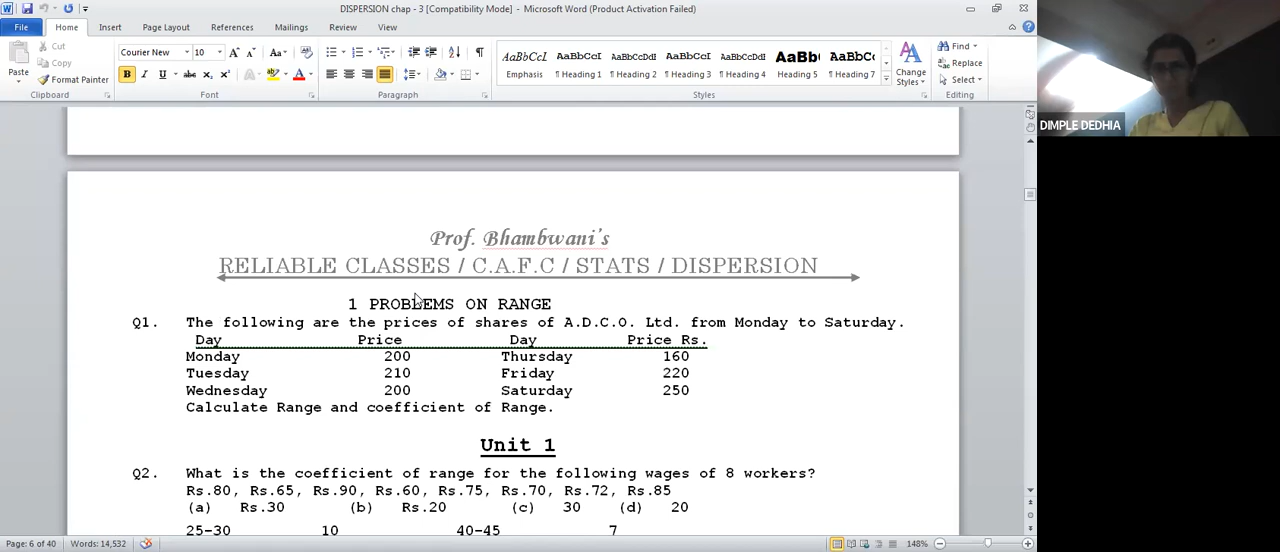 DISPERSION chap - 3 [Compatibility Mode] - Microsoft Word (Product Activation Failed)
File Home Insert Page Layout References Mailings Review View
Paste
Cut
Copy
Format Painter
Clipboard
Courier New 10
Font
Paragraph
AaBbCcI AaBbCcI AaBbCcDdI AaBbCcI AaBbCcDdI AaBb( AaBbCc
Emphasis ¶ Heading 1 ¶ Heading 2 ¶ Heading 3 ¶ Heading 4 Heading 5 ¶ Heading 7
Change Styles
Styles
Find
Replace
Select
Editing
DIMPLE DEDHIA
Prof. Bhambwani's
RELIABLE CLASSES / C.A.F.C / STATS / DISPERSION
1 PROBLEMS ON RANGE
Q1. The following are the prices of shares of A.D.C.O. Ltd. from Monday to Saturday.
Day Price Day Price Rs.
Monday 200 Thursday 160
Tuesday 210 Friday 220
Wednesday 200 Saturday 250
Calculate Range and coefficient of Range.
Unit 1
Q2. What is the coefficient of range for the following wages of 8 workers?
Rs.80, Rs.65, Rs.90, Rs.60, Rs.75, Rs.70, Rs.72, Rs.85
(a) Rs.30 (b) Rs.20 (c) 30 (d) 20
25-30 10 40-45 7
Page: 6 of 40 Words: 14,532 148%